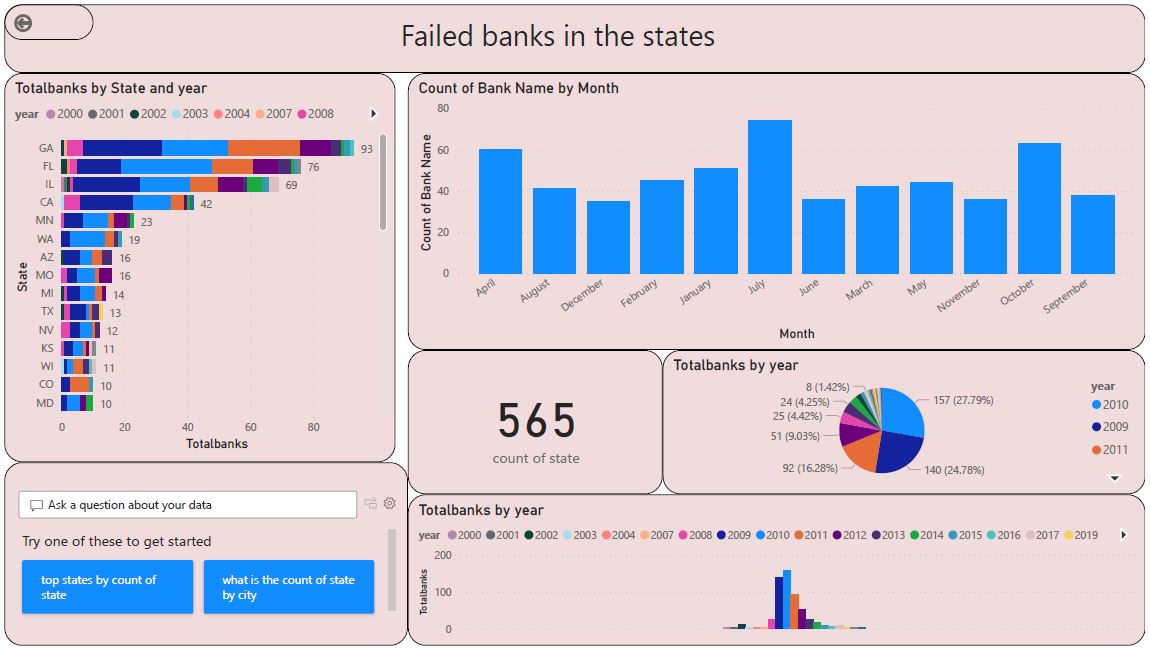 Failed banks in the states
Totalbanks by State and year
year 2000 2001 2002 2003 2004 2007 2008
State
GA 93
FL 76
IL 69
CA 42
MN 23
WA 19
AZ 16
MO 16
MI 14
TX 13
NV 12
KS 11
WI 11
CO 10
MD 10
0 20 40 60 80
Totalbanks
Count of Bank Name by Month
Count of Bank Name
80
60
40
20
0
April August December February January July June March May November October September
Month
565
count of state
Totalbanks by year
8 (1.42%)
24 (4.25%)
25 (4.42%)
51 (9.03%)
92 (16.28%)
157 (27.79%)
140 (24.78%)
year
2010
2009
2011
Ask a question about your data
Try one of these to get started
top states by count of
state
what is the count of state
by city
Totalbanks by year
year 2000 2001 2002 2003 2004 2007 2008 2009 2010 2011 2012 2013 2014 2015 2016 2017 2019
Totalbanks
200
100
0